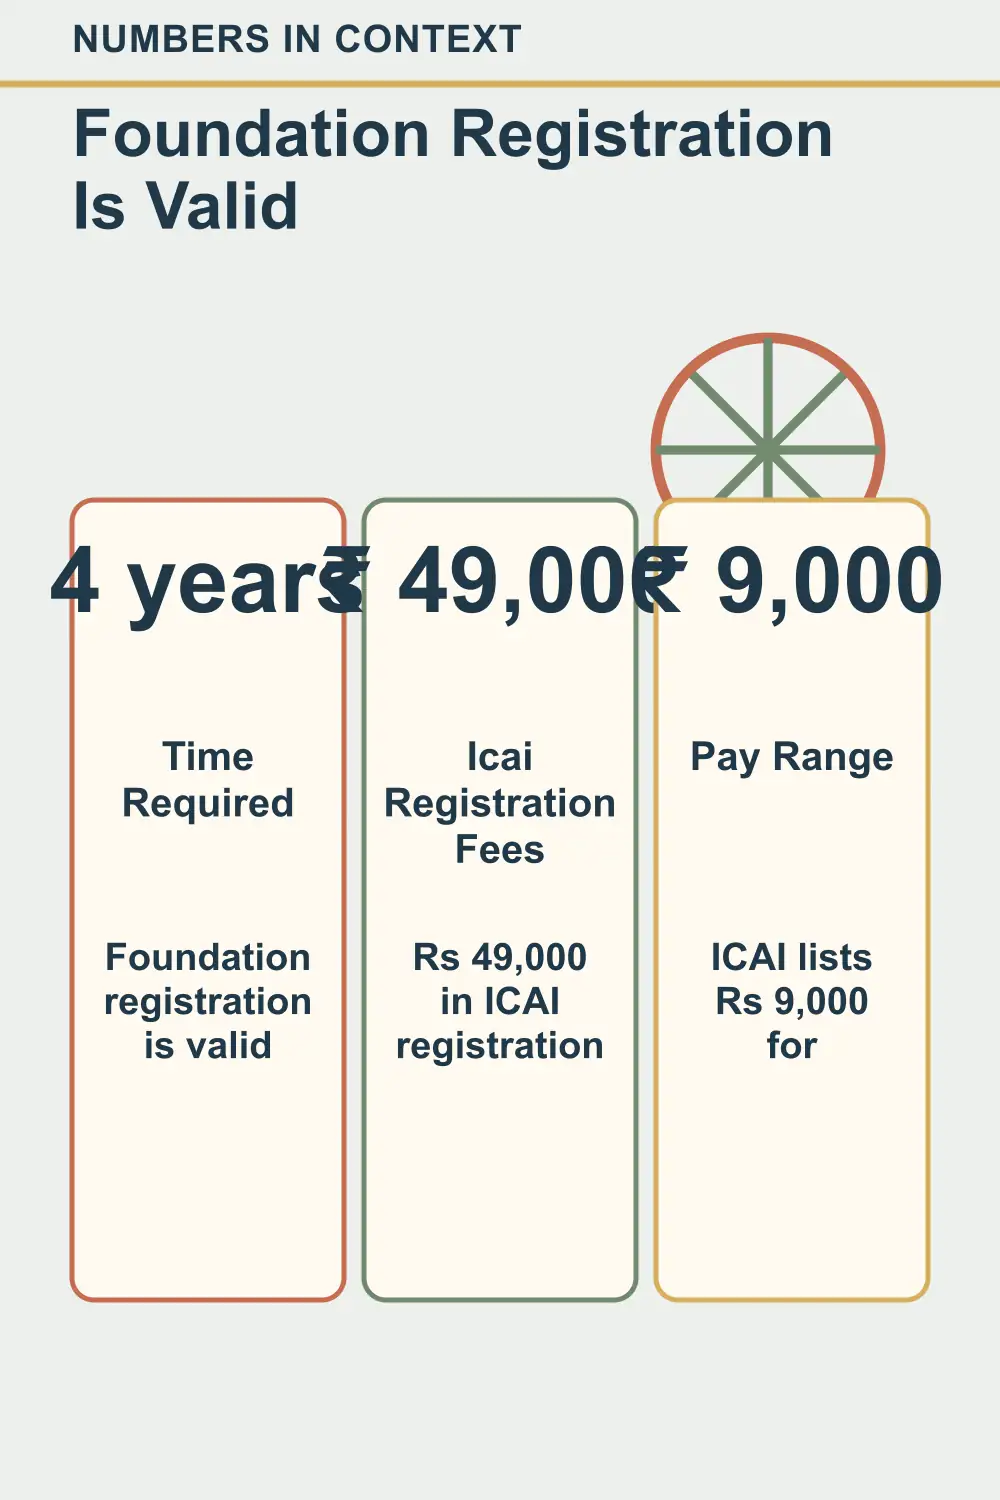 NUMBERS IN CONTEXT
Foundation Registration
Is Valid
4 years ₹ 49,000 ₹ 9,000
Time
Required
Icai
Registration
Fees
Pay Range
Foundation
registration
is valid
Rs 49,000
in ICAI
registration
ICAI lists
Rs 9,000
for